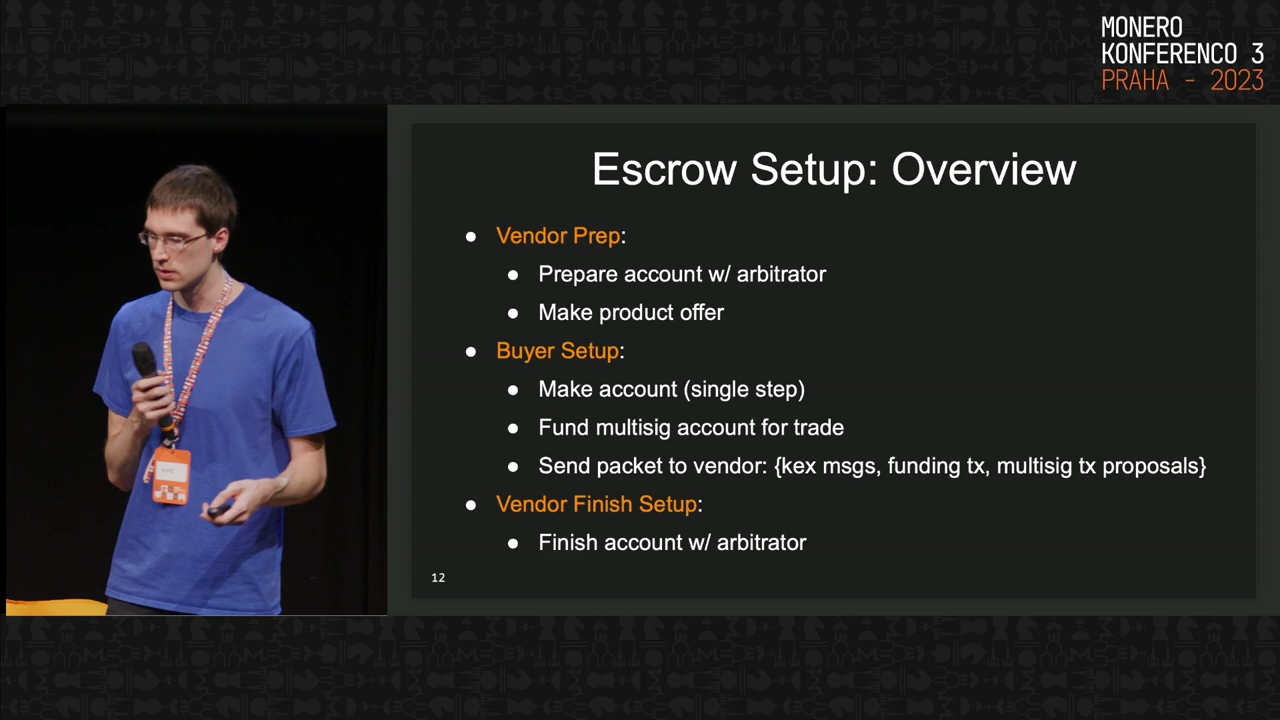 MONERO
KONFERENCO 3
PRAHA - 2023
Escrow Setup: Overview
● Vendor Prep:
● Prepare account w/ arbitrator
● Make product offer
● Buyer Setup:
● Make account (single step)
● Fund multisig account for trade
● Send packet to vendor: {kex msgs, funding tx, multisig tx proposals}
● Vendor Finish Setup:
● Finish account w/ arbitrator
12